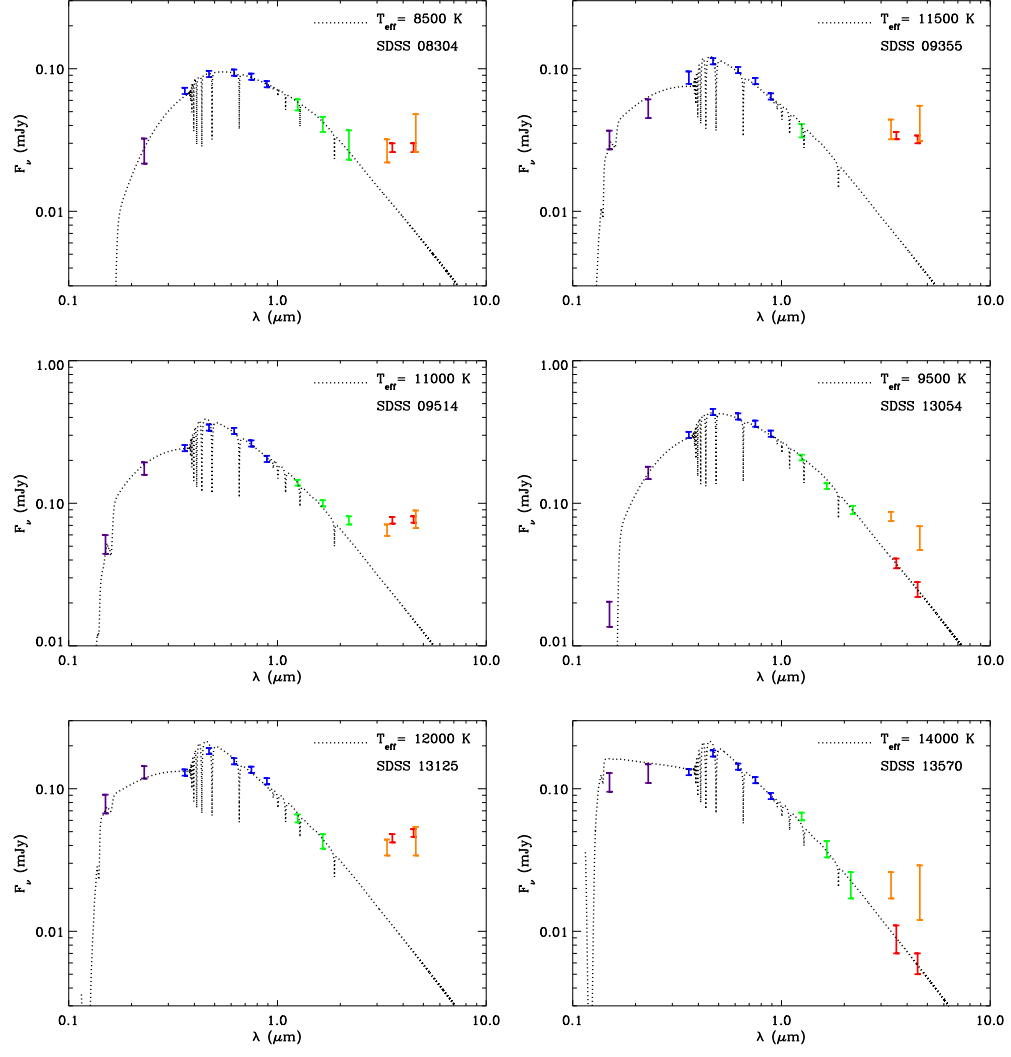 T_eff= 8500 K
SDSS 08304
F_ν (mJy)
0.10
0.01
0.1 1.0 10.0
λ (μm)
T_eff= 11500 K
SDSS 09355
F_ν (mJy)
0.10
0.01
0.1 1.0 10.0
λ (μm)
T_eff= 11000 K
SDSS 09514
F_ν (mJy)
1.00
0.10
0.01
0.1 1.0 10.0
λ (μm)
T_eff= 9500 K
SDSS 13054
F_ν (mJy)
1.00
0.10
0.01
0.1 1.0 10.0
λ (μm)
T_eff= 12000 K
SDSS 13125
F_ν (mJy)
0.10
0.01
0.1 1.0 10.0
λ (μm)
T_eff= 14000 K
SDSS 13570
F_ν (mJy)
0.10
0.01
0.1 1.0 10.0
λ (μm)